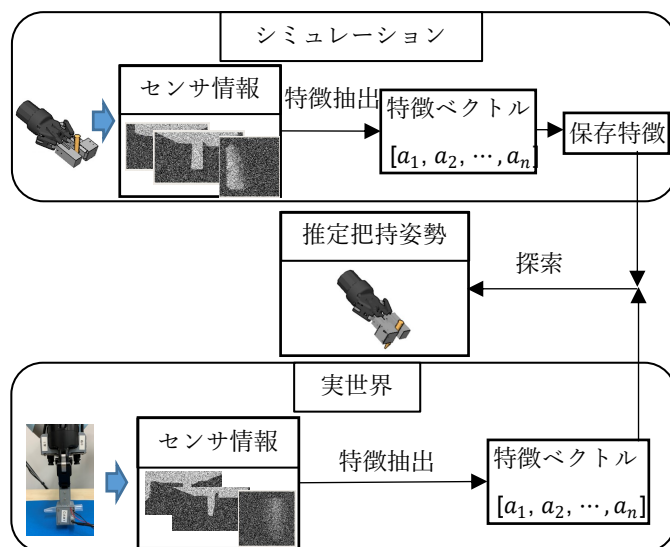 シミュレーション
センサ情報
特徴抽出
特徴ベクトル
[a₁, a₂, ⋯, aₙ]
保存特徴
推定把持姿勢
探索
実世界
センサ情報
特徴抽出
特徴ベクトル
[a₁, a₂, ⋯, aₙ]